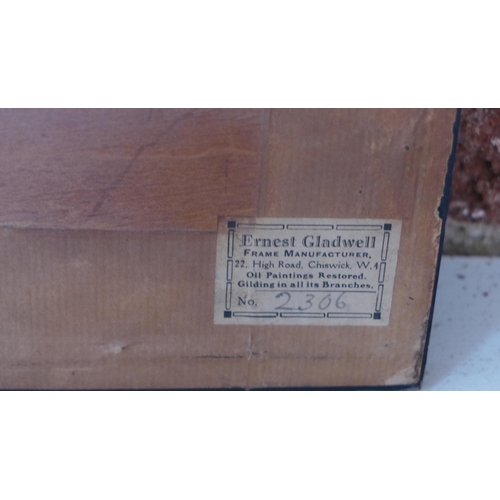 Ernest Gladwell
FRAME MANUFACTURER,
22, High Road, Chiswick, W.4
Oil Paintings Restored.
Gilding in all its Branches.
No. 2306